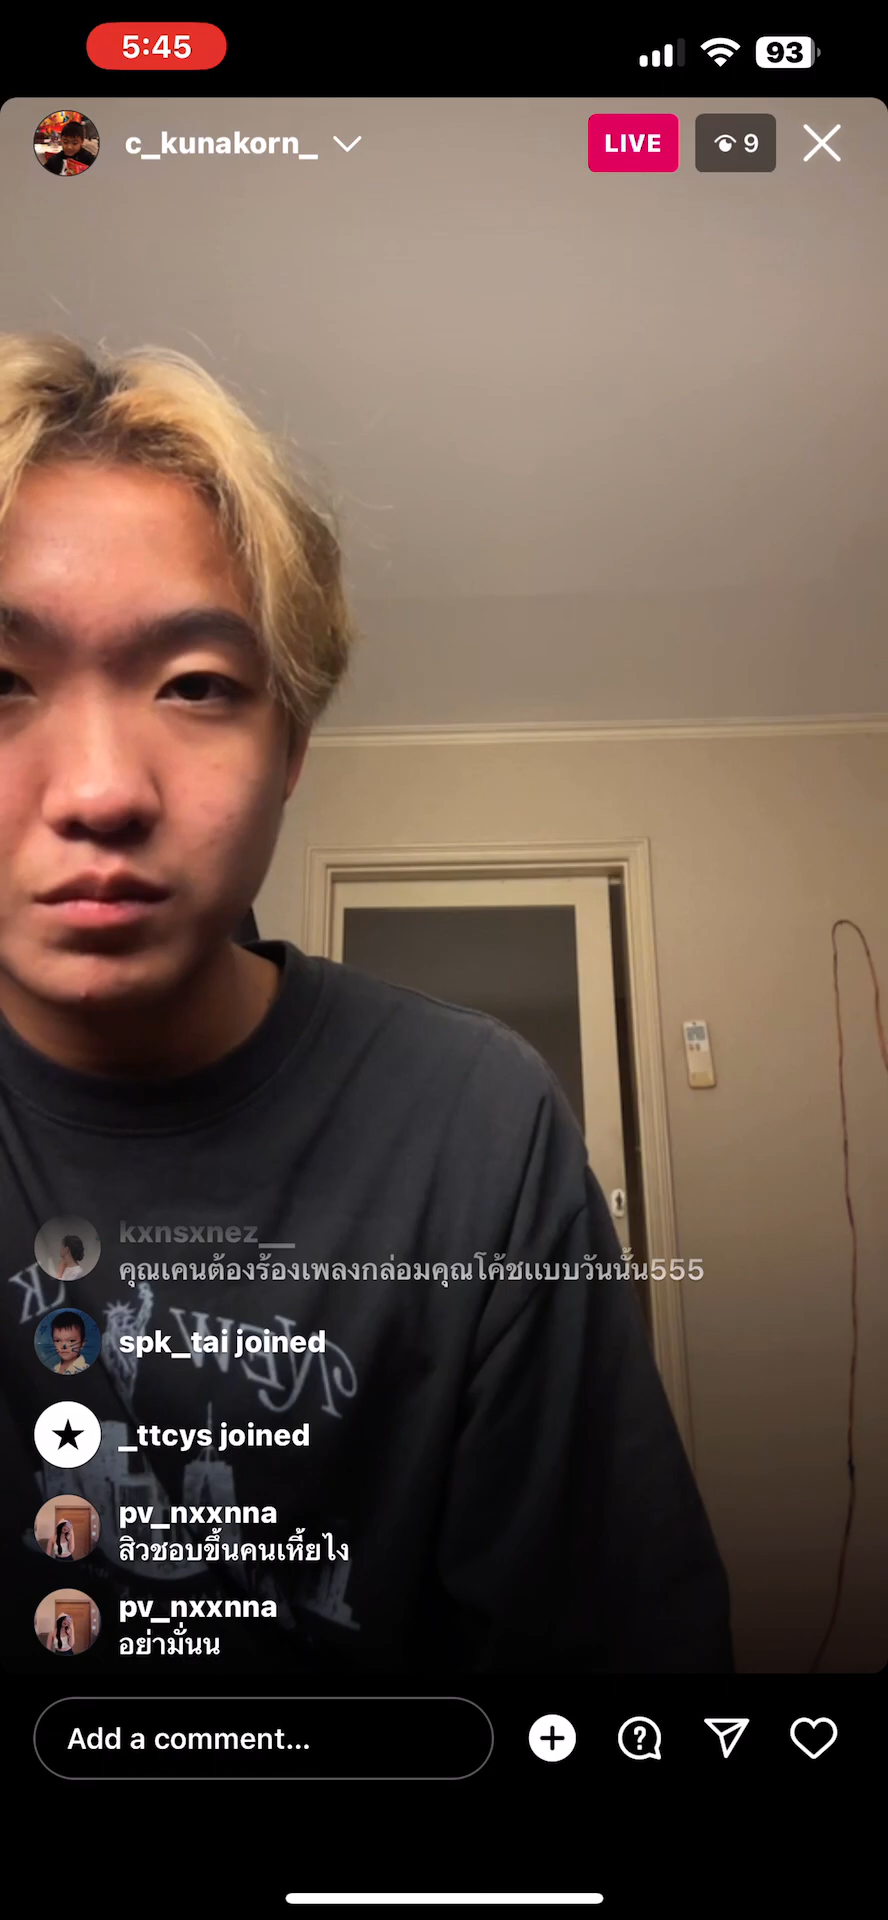 5:45
93
c_kunakorn_
LIVE
9
kxnsxnez__
คุณเคนต้องร้องเพลงกล่อมคุณโค้ชเเบบวันนั้น555
NEW
spk_tai joined
_ttcys joined
pv_nxxnna
สิวชอบขึ้นคนเหี้ยไง
pv_nxxnna
อย่ามั่นน
Add a comment...